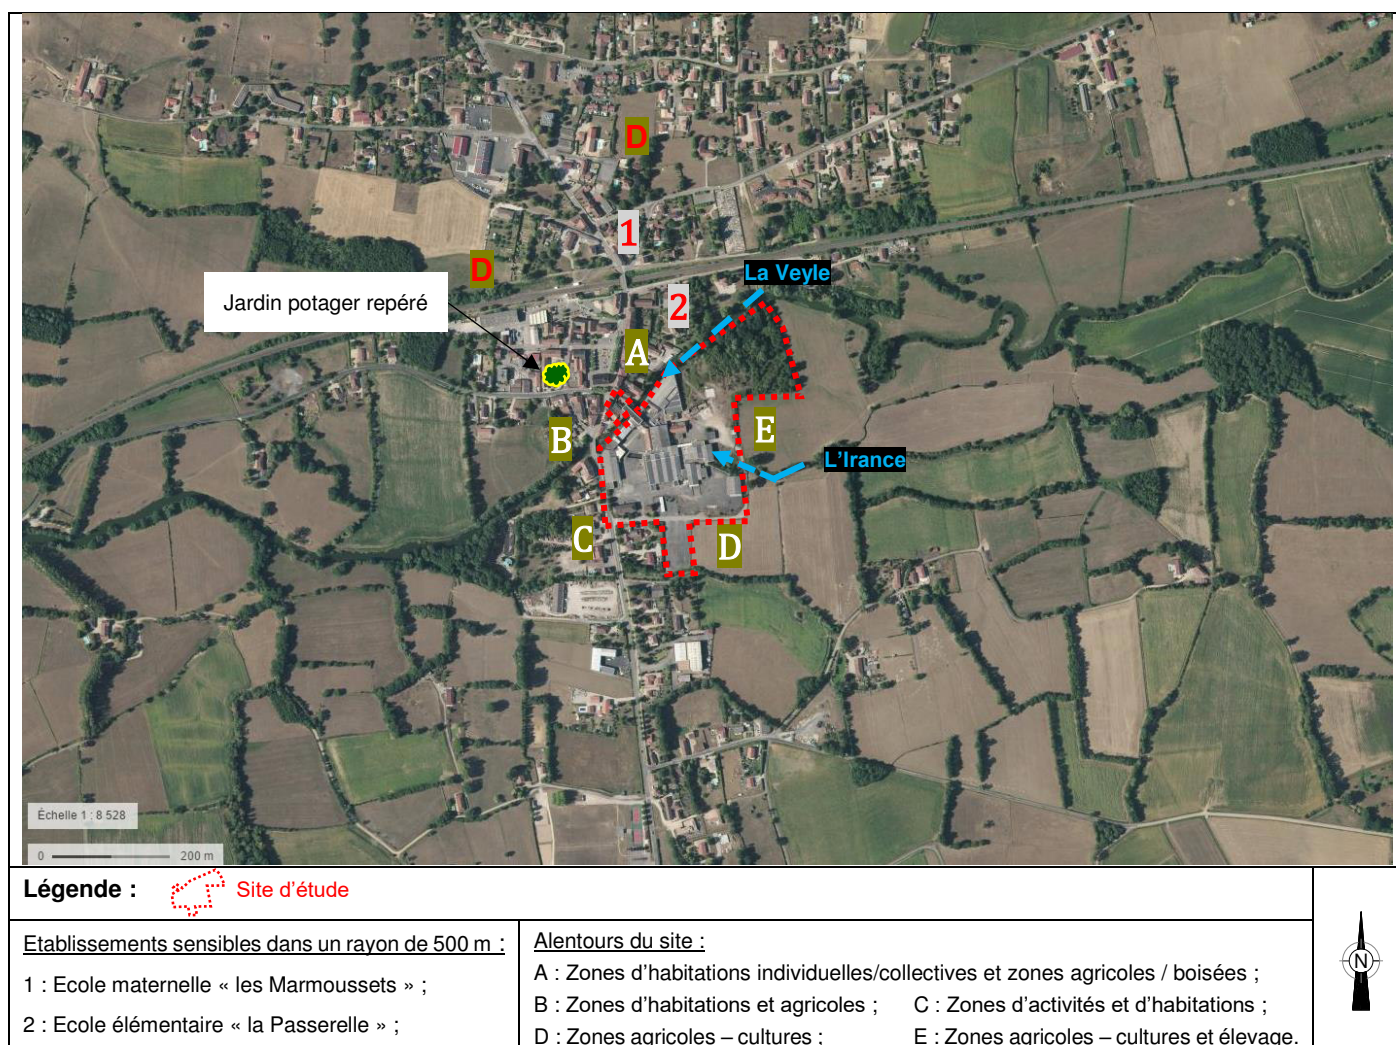 D
1
D
La Veyle
Jardin potager repéré
2
A
B
E
L'Irance
C
D
Échelle 1 : 8 528
0 200 m
Légende : Site d'étude
Etablissements sensibles dans un rayon de 500 m :
1 : Ecole maternelle « les Marmoussets » ;
2 : Ecole élémentaire « la Passerelle » ;
Alentours du site :
A : Zones d'habitations individuelles/collectives et zones agricoles / boisées ;
B : Zones d'habitations et agricoles ; C : Zones d'activités et d'habitations ;
D : Zones agricoles – cultures ; E : Zones agricoles – cultures et élevage.
N